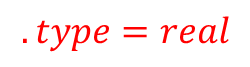 .type = real